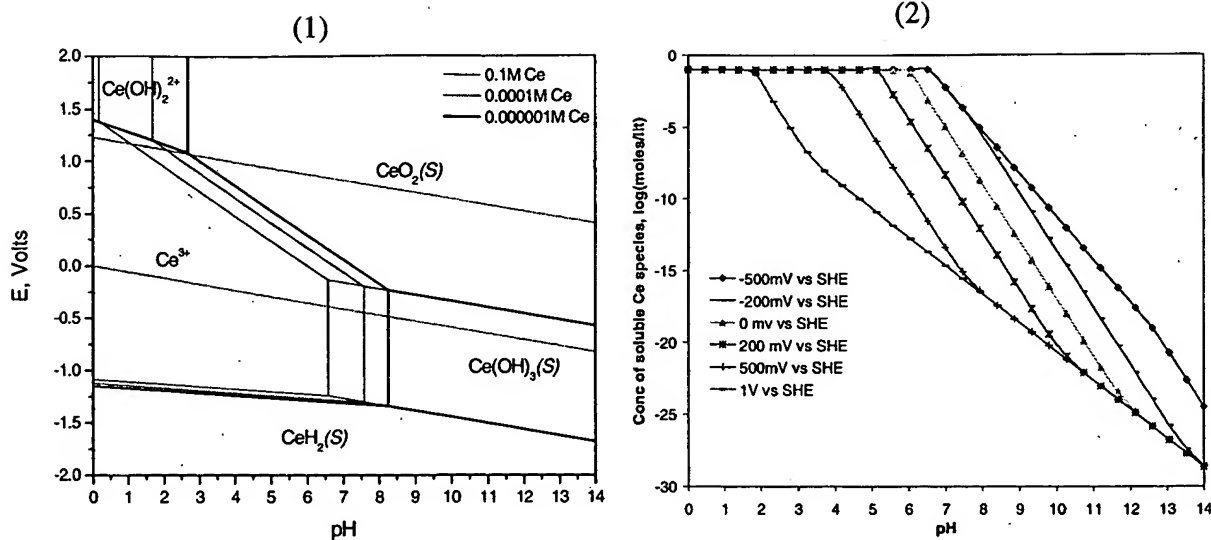 (1)
E, Volts
2.0
1.5
1.0
0.5
0.0
-0.5
-1.0
-1.5
-2.0
Ce(OH)₂²⁺
0.1M Ce
0.0001M Ce
0.000001M Ce
CeO₂(S)
Ce³⁺
Ce(OH)₃(S)
CeH₂(S)
0 1 2 3 4 5 6 7 8 9 10 11 12 13 14
pH
(2)
Conc of soluble Ce species, log(moles/lit)
0
-5
-10
-15
-20
-25
-30
-500mV vs SHE
-200mV vs SHE
0 mv vs SHE
200 mV vs SHE
500mV vs SHE
1V vs SHE
0 1 2 3 4 5 6 7 8 9 10 11 12 13 14
pH